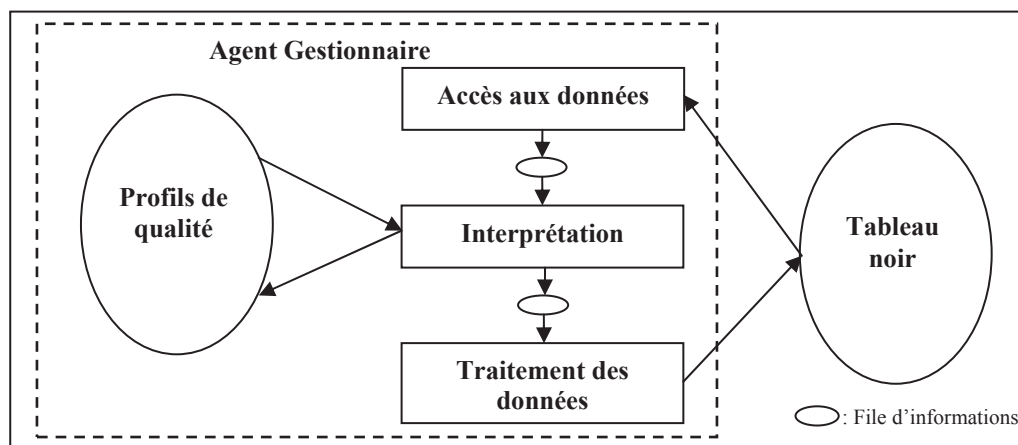 Agent Gestionnaire
Accès aux données
Profils de
qualité
Interprétation
Tableau
noir
Traitement des
données
: File d’informations